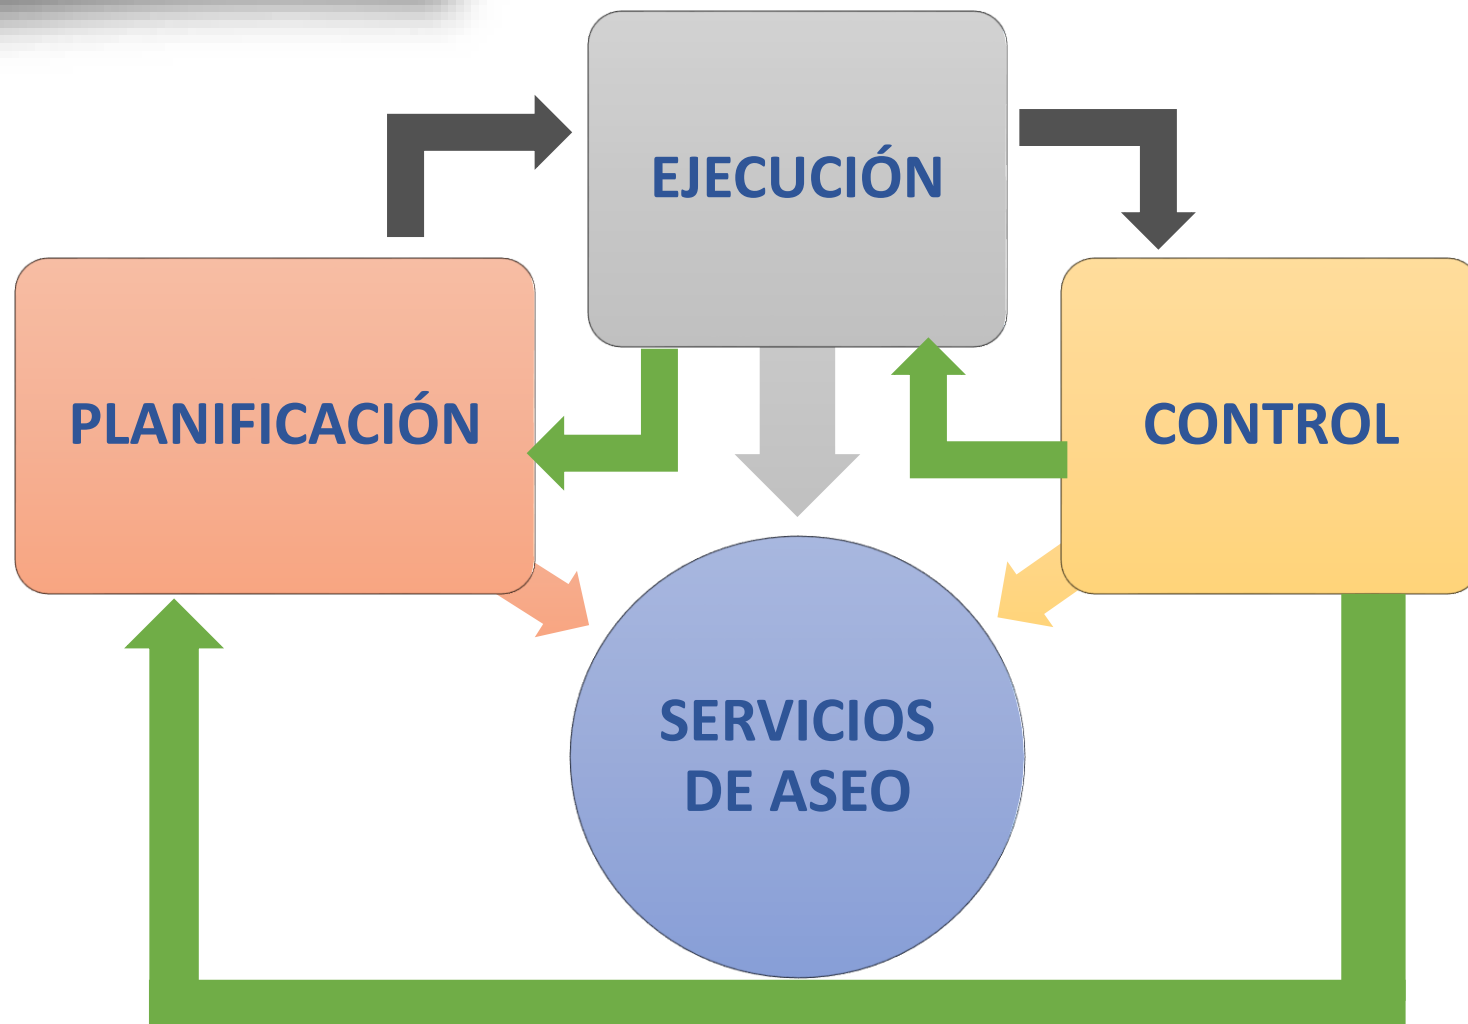 EJECUCIÓN
PLANIFICACIÓN
CONTROL
SERVICIOS
DE ASEO